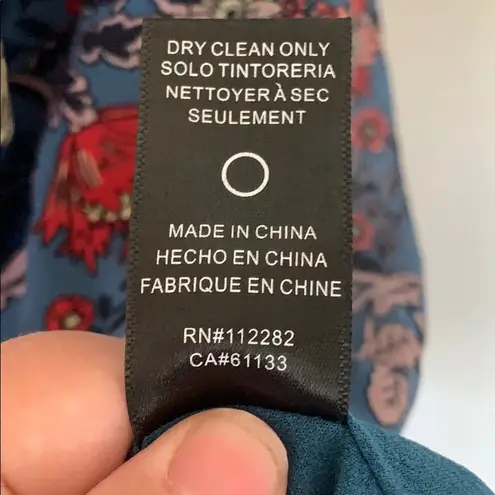 DRY CLEAN ONLY
SOLO TINTORERIA
NETTOYER À SEC
SEULEMENT
MADE IN CHINA
HECHO EN CHINA
FABRIQUE EN CHINE
RN#112282
CA#61133